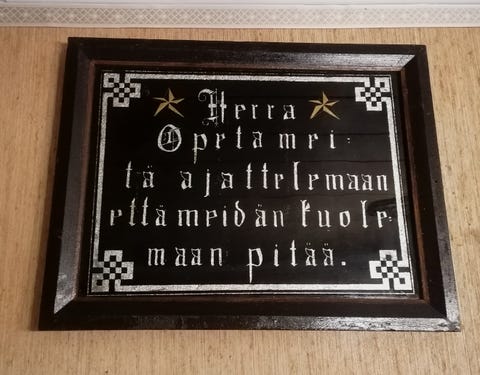 Herra
Opeta mei-
tä ajattelemaan
että meidän kuole-
maan pitää.